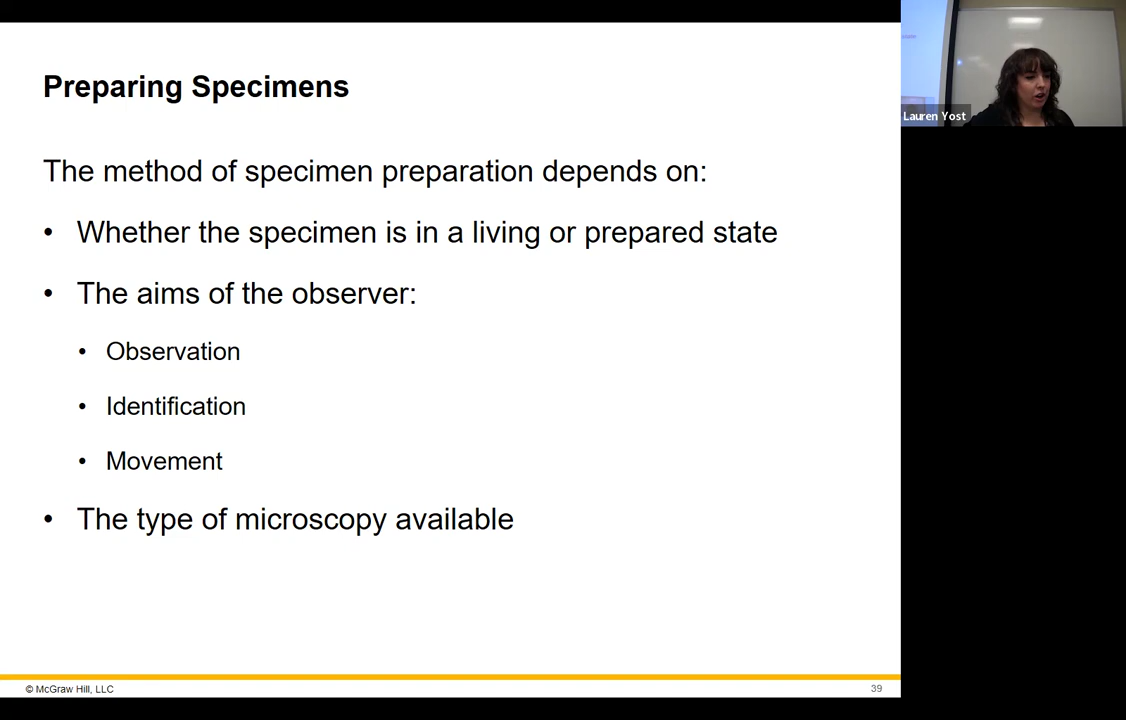 Preparing Specimens
The method of specimen preparation depends on:
• Whether the specimen is in a living or prepared state
• The aims of the observer:
• Observation
• Identification
• Movement
• The type of microscopy available
© McGraw Hill, LLC
39
Lauren Yost